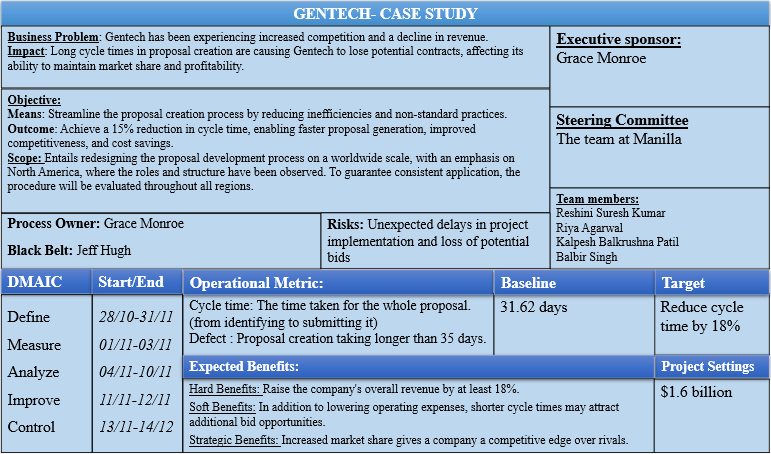 GENTECH- CASE STUDY
Business Problem: Gentech has been experiencing increased competition and a decline in revenue.
Impact: Long cycle times in proposal creation are causing Gentech to lose potential contracts, affecting its
ability to maintain market share and profitability.
Executive sponsor:
Grace Monroe
Objective:
Means: Streamline the proposal creation process by reducing inefficiencies and non-standard practices.
Outcome: Achieve a 15% reduction in cycle time, enabling faster proposal generation, improved
competitiveness, and cost savings.
Scope: Entails redesigning the proposal development process on a worldwide scale, with an emphasis on
North America, where the roles and structure have been observed. To guarantee consistent application, the
procedure will be evaluated throughout all regions.
Steering Committee
The team at Manilla
Team members:
Reshini Suresh Kumar
Riya Agarwal
Kalpesh Balkrushna Patil
Balbir Singh
Process Owner: Grace Monroe
Black Belt: Jeff Hugh
Risks: Unexpected delays in project
implementation and loss of potential
bids
DMAIC Start/End
Define 28/10-31/11
Measure 01/11-03/11
Analyze 04/11-10/11
Improve 11/11-12/11
Control 13/11-14/12
Operational Metric: Baseline Target
Cycle time: The time taken for the whole proposal.
(from identifying to submitting it)
Defect : Proposal creation taking longer than 35 days.
31.62 days
Reduce cycle
time by 18%
Expected Benefits: Project Settings
Hard Benefits: Raise the company's overall revenue by at least 18%.
Soft Benefits: In addition to lowering operating expenses, shorter cycle times may attract
additional bid opportunities.
Strategic Benefits: Increased market share gives a company a competitive edge over rivals.
$1.6 billion